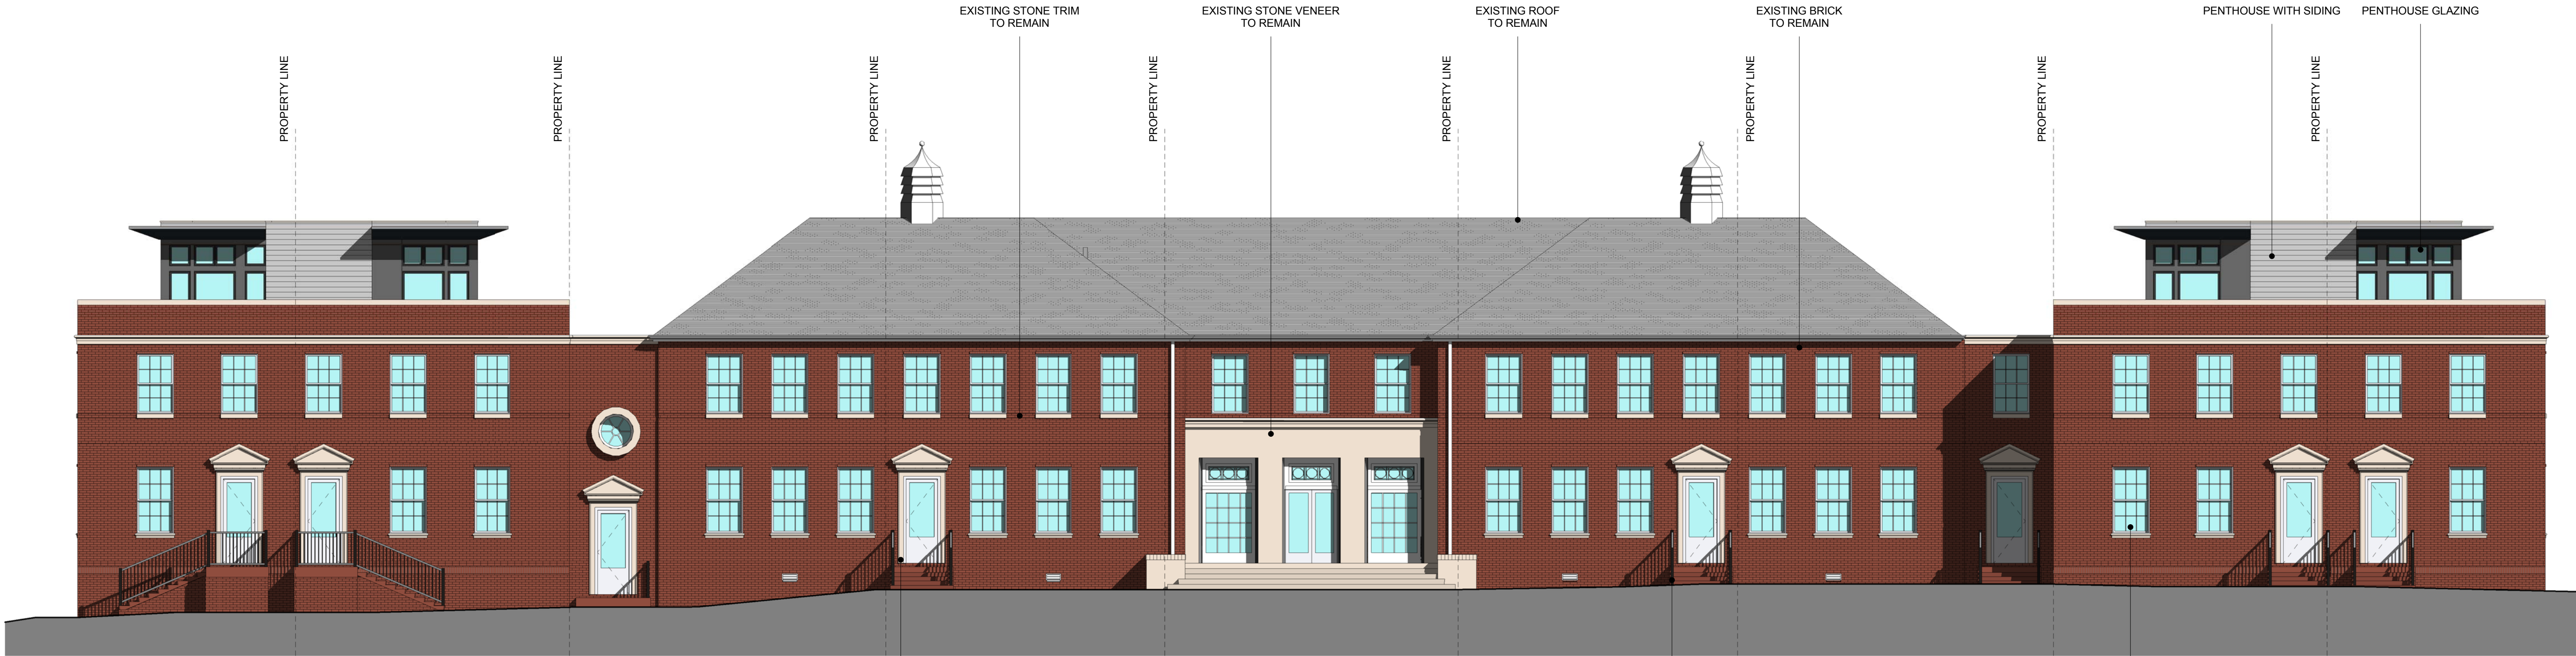 EXISTING STONE TRIM
TO REMAIN
EXISTING STONE VENEER
TO REMAIN
EXISTING ROOF
TO REMAIN
EXISTING BRICK
TO REMAIN
PENTHOUSE WITH SIDING
PENTHOUSE GLAZING
PROPERTY LINE
PROPERTY LINE
PROPERTY LINE
PROPERTY LINE
PROPERTY LINE
PROPERTY LINE
PROPERTY LINE
PROPERTY LINE